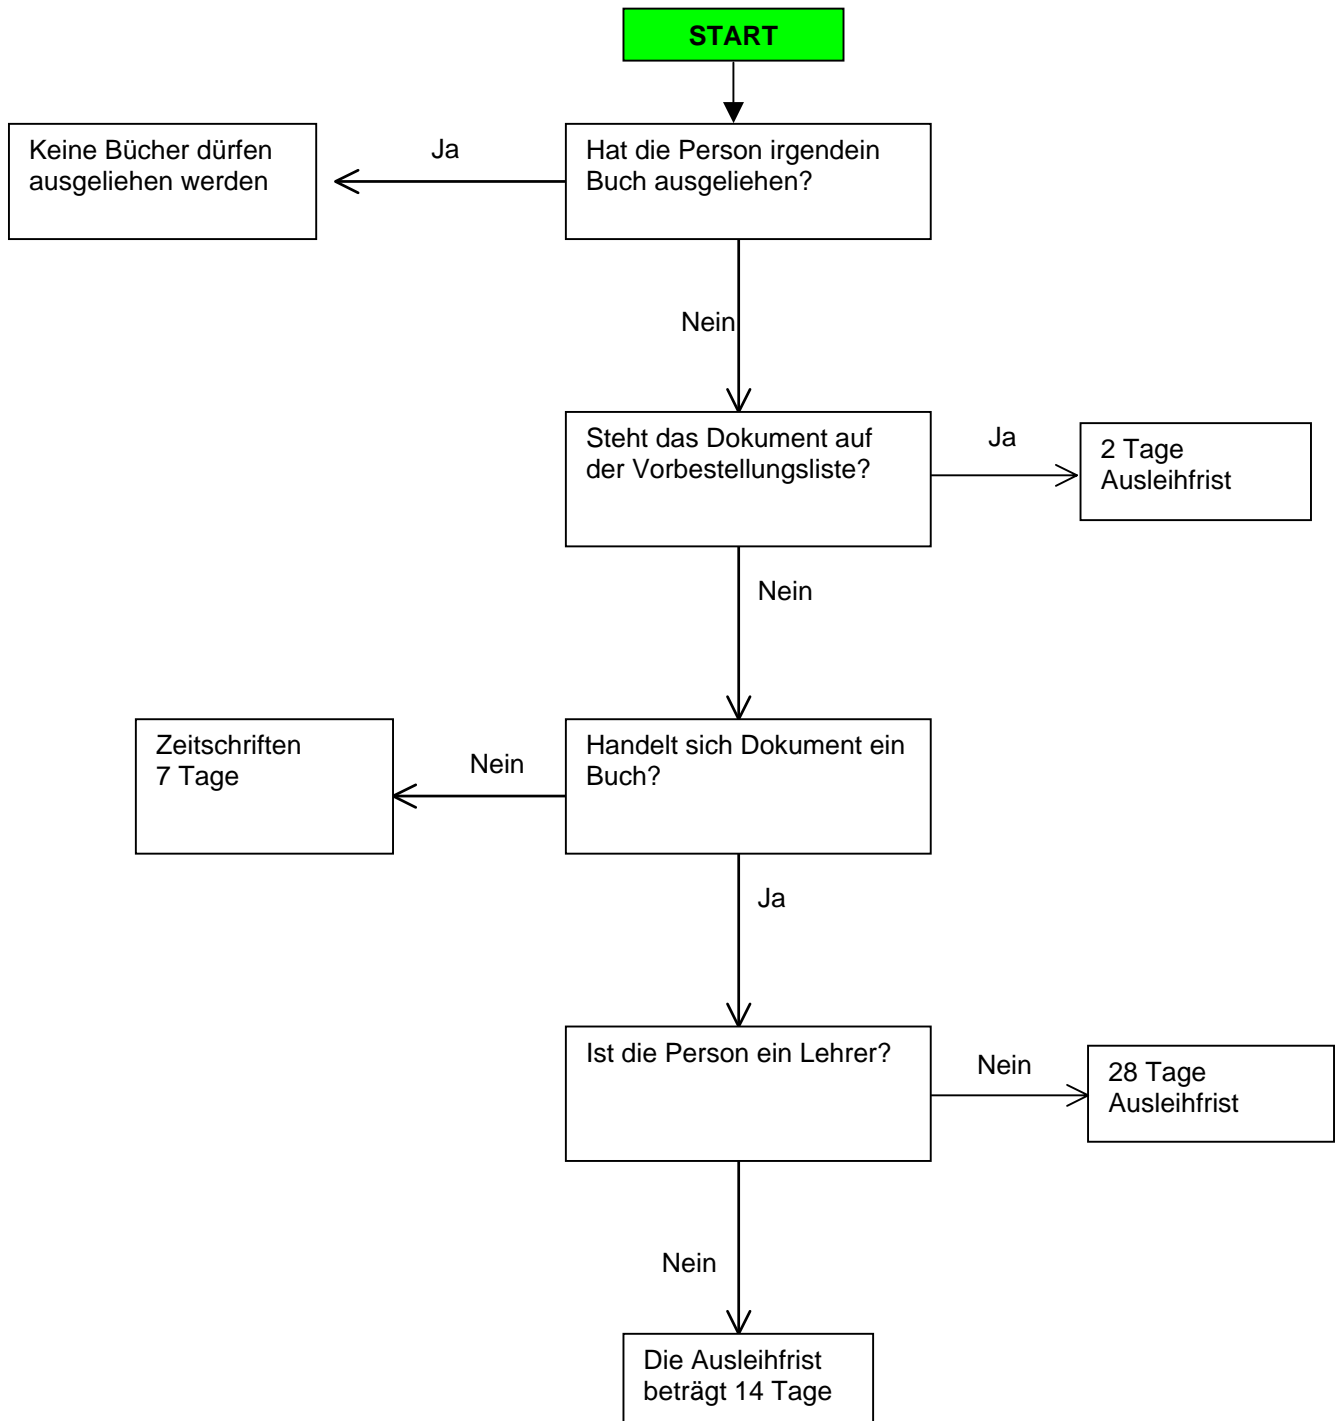 START
Keine Bücher dürfen
ausgeliehen werden
Ja
Hat die Person irgendein
Buch ausgeliehen?
Nein
Steht das Dokument auf
der Vorbestellungsliste?
Ja
2 Tage
Ausleihfrist
Nein
Zeitschriften
7 Tage
Nein
Handelt sich Dokument ein
Buch?
Ja
Ist die Person ein Lehrer?
Nein
28 Tage
Ausleihfrist
Nein
Die Ausleihfrist
beträgt 14 Tage